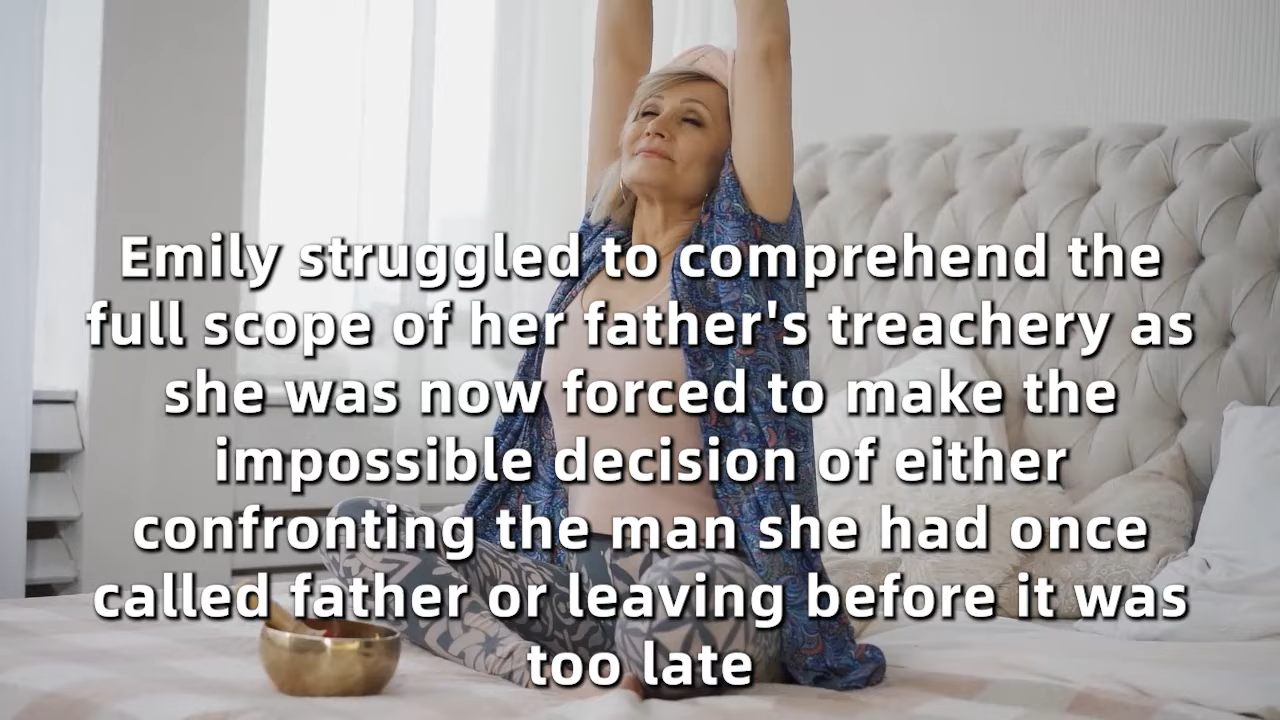 Emily struggled to comprehend the
full scope of her father's treachery as
she was now forced to make the
impossible decision of either
confronting the man she had once
called father or leaving before it was
too late